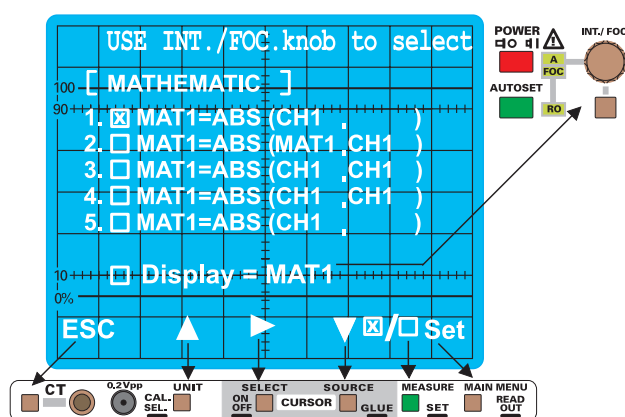 USE INT./FOC.knob to select
[ MATHEMATIC ]
100
90
1. ☒ MAT1=ABS (CH1 , )
2. ☐ MAT1=ABS (MAT1,CH1 )
3. ☐ MAT1=ABS (CH1 ,CH1 )
4. ☐ MAT1=ABS (CH1 ,CH1 )
5. ☐ MAT1=ABS (CH1 , )
10
☐ Display = MAT1
0%
ESC ▲ ▶ ▼ ☒/☐ Set
POWER
INT./ FOC
A
FOC
AUTOSET
RO
CT
0.2Vpp
CAL.
SEL.
UNIT
SELECT
ON
OFF
CURSOR
SOURCE
GLUE
MEASURE
SET
MAIN MENU
READ
OUT